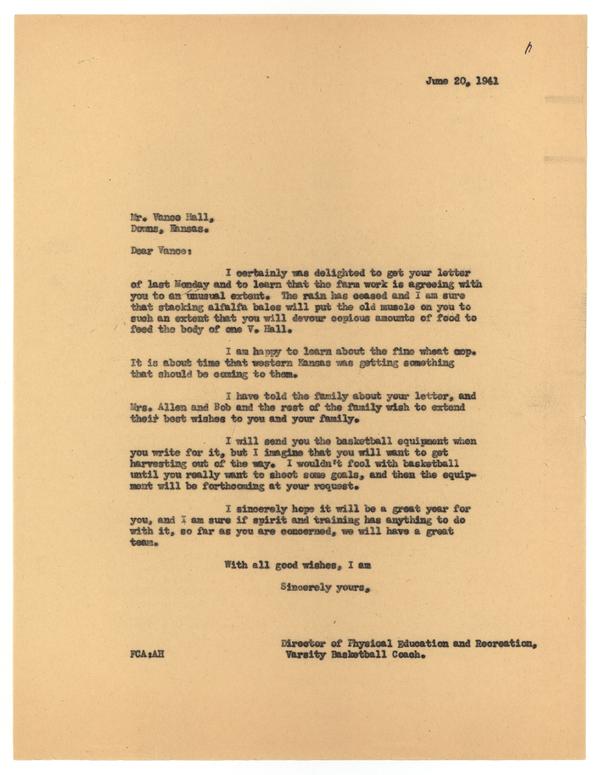 June 20, 1941
Mr. Vance Hall,
Downs, Kansas.
Dear Vance:
I certainly was delighted to get your letter
of last Monday and to learn that the farm work is agreeing with
you to an unusual extent. The rain has ceased and I am sure
that stacking alfalfa bales will put the old muscle on you to
such an extent that you will devour copious amounts of food to
feed the body of one V. Hall.
I am happy to learn about the fine wheat cop.
It is about time that western Kansas was getting something
that should be coming to them.
I have told the family about your letter, and
Mrs. Allen and Bob and the rest of the family wish to extend
their best wishes to you and your family.
I will send you the basketball equipment when
you write for it, but I imagine that you will want to get
harvesting out of the way. I wouldn't fool with basketball
until you really want to shoot some goals, and then the equip-
ment will be forthcoming at your request.
I sincerely hope it will be a great year for
you, and I am sure if spirit and training has anything to do
with it, so far as you are concerned, we will have a great
team.
With all good wishes, I am
Sincerely yours,
Director of Physical Education and Recreation,
FCA:AH Varsity Basketball Coach.